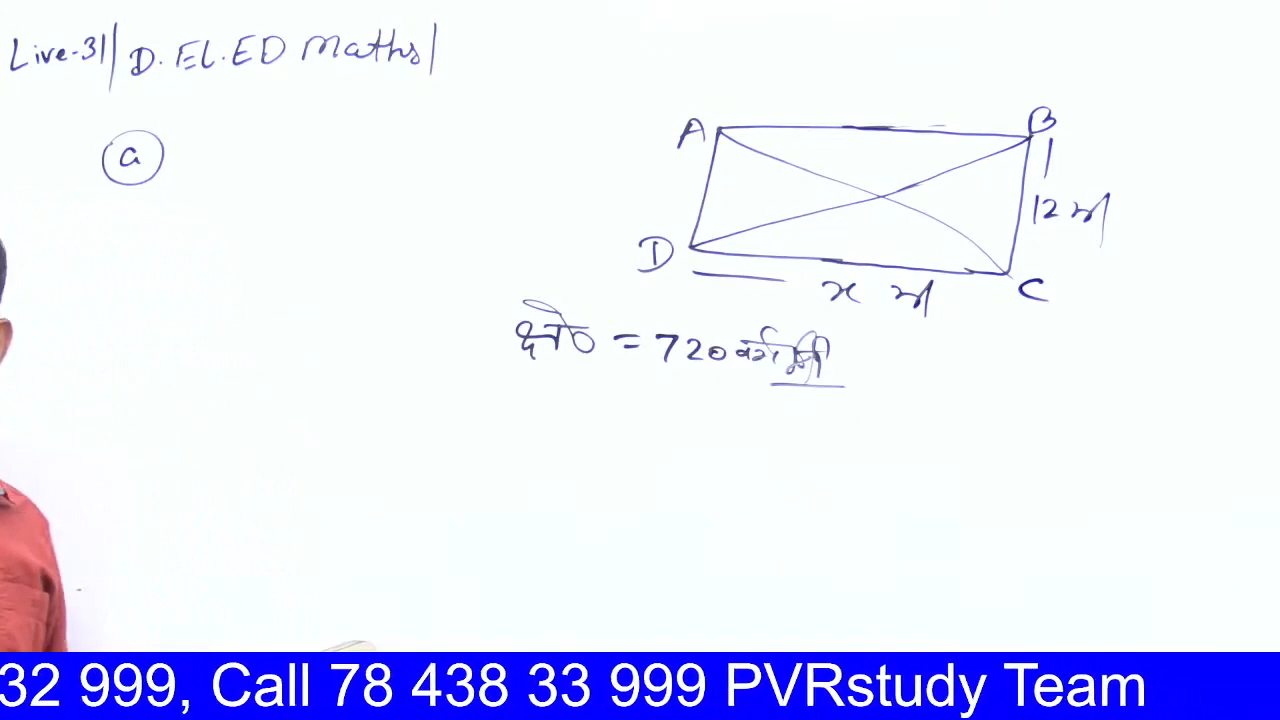 Live-31 | D. EL. ED Maths |
a
A
B
12 मी
D
x मी
C
क्षे० = 720 वर्ग मी
32 999, Call 78 438 33 999 PVRstudy Team